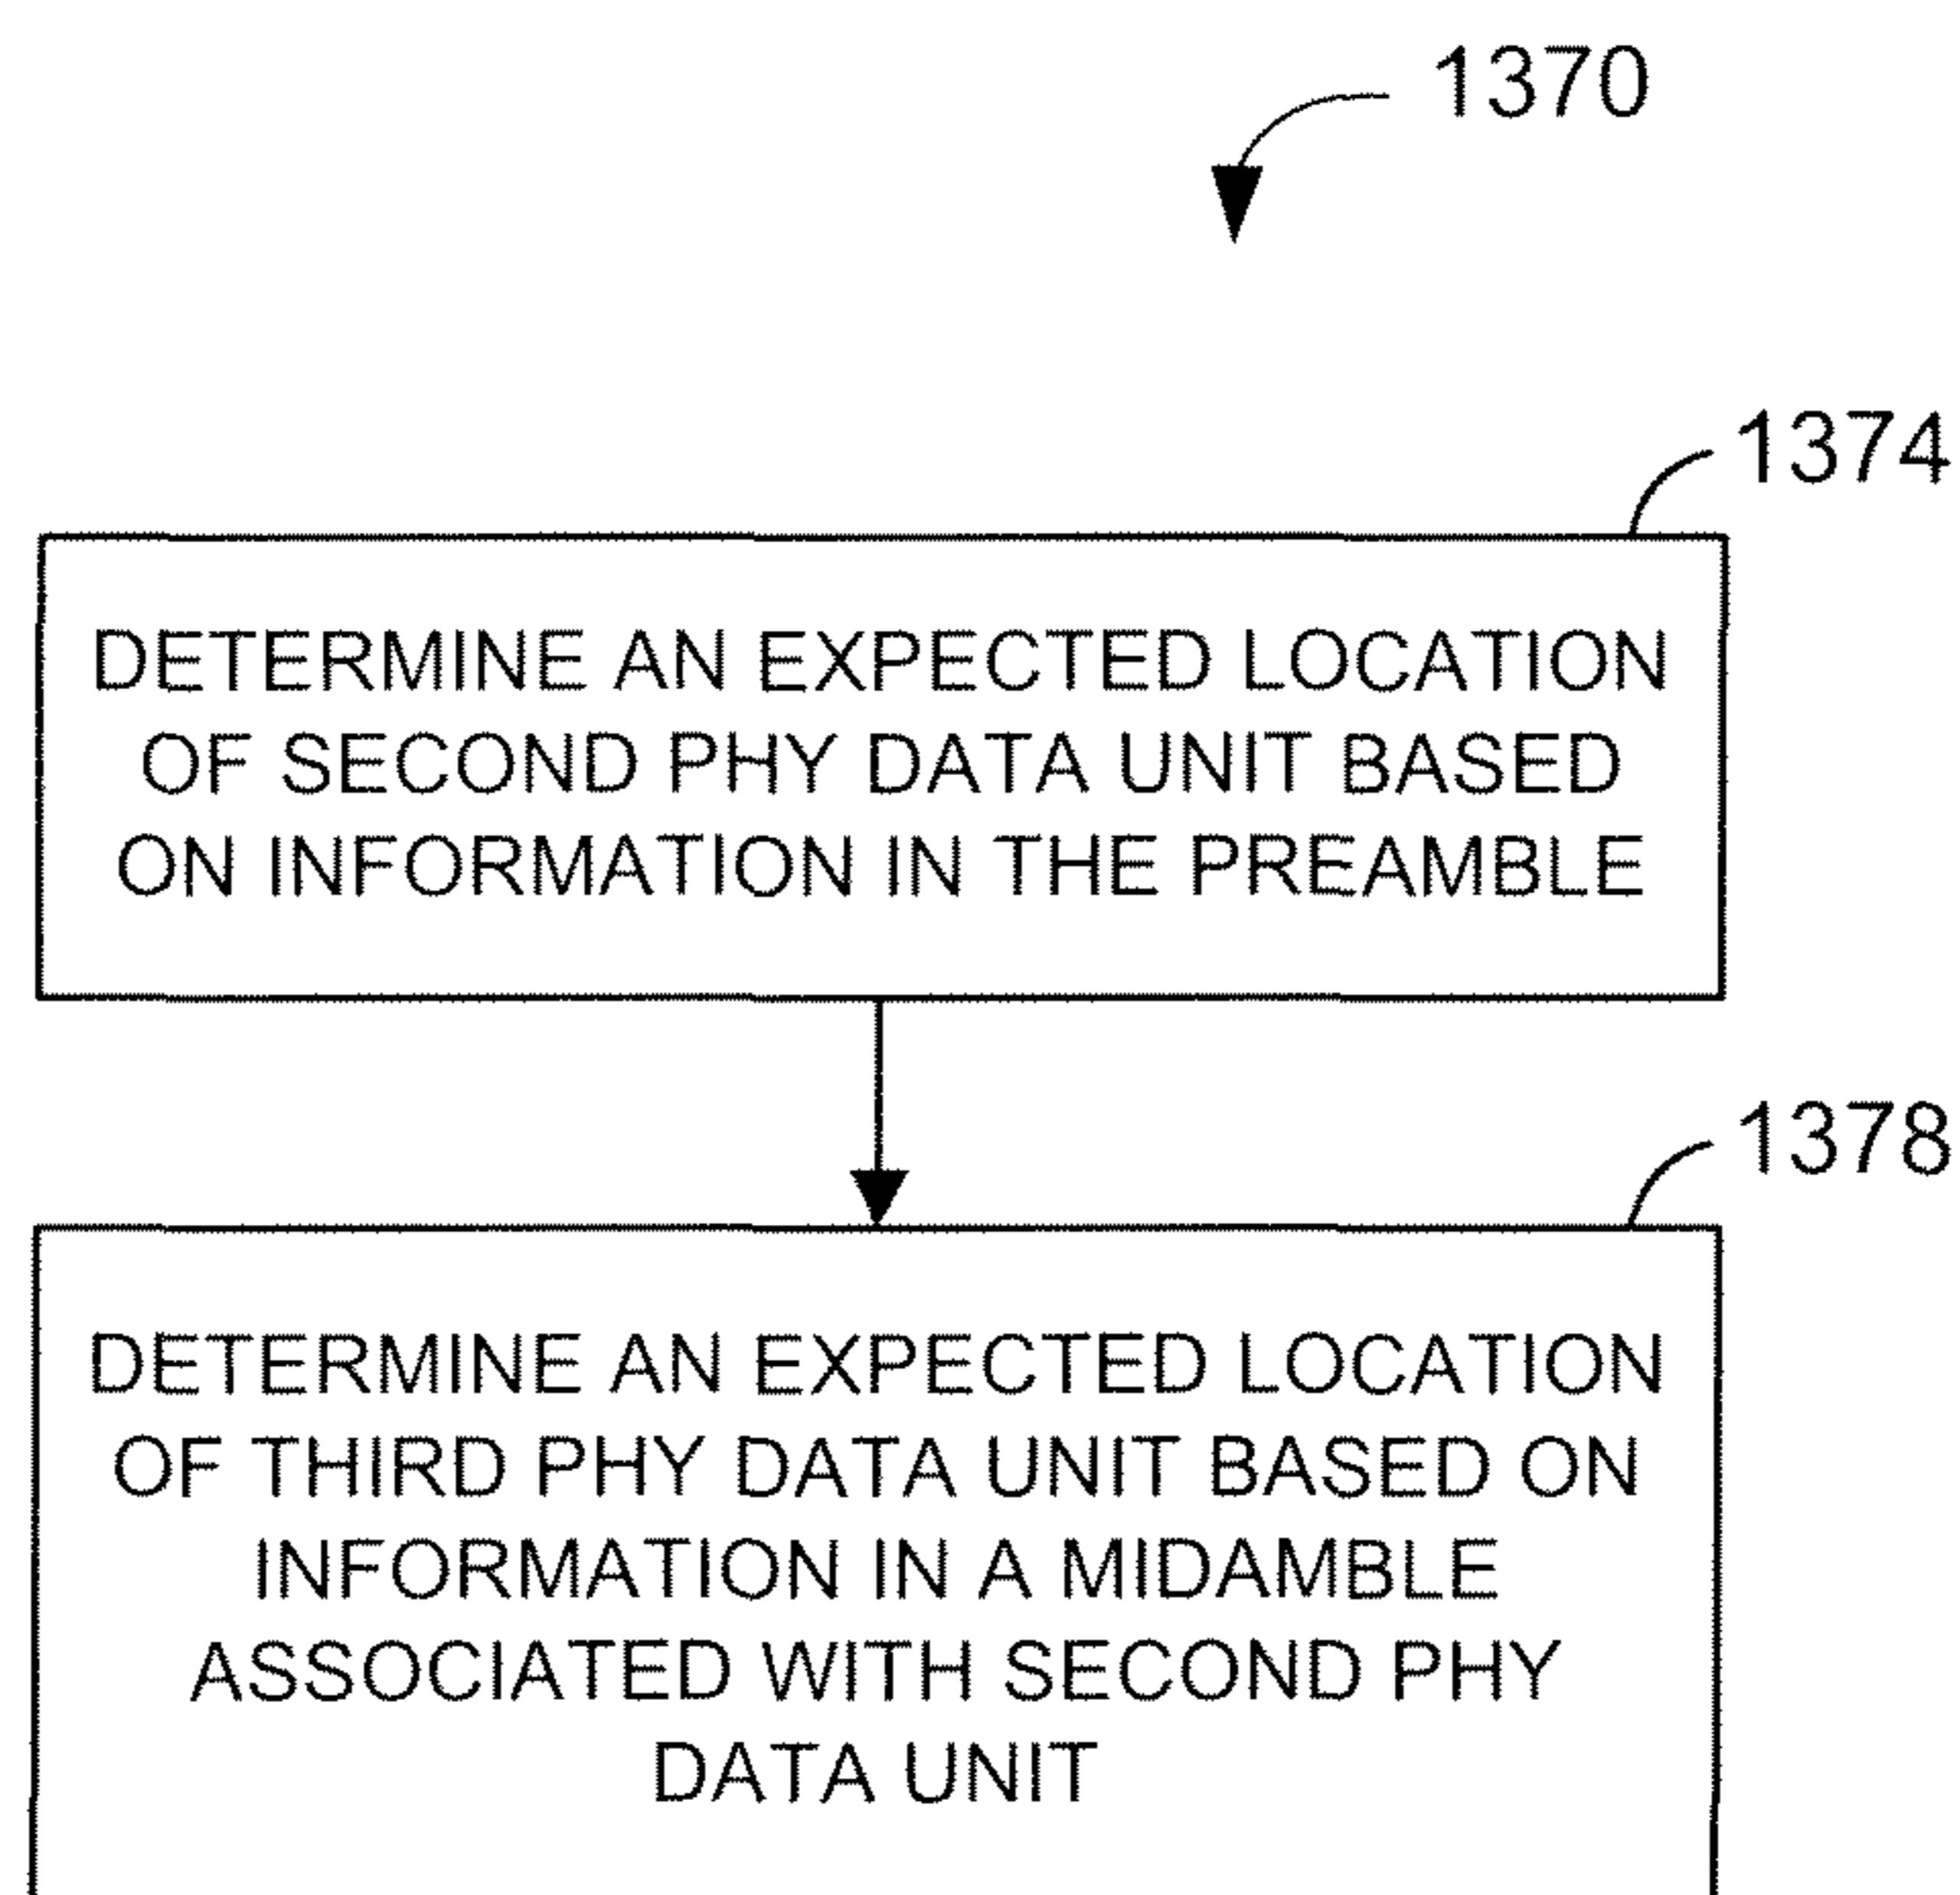 1370
1374
DETERMINE AN EXPECTED LOCATION
OF SECOND PHY DATA UNIT BASED
ON INFORMATION IN THE PREAMBLE
1378
DETERMINE AN EXPECTED LOCATION
OF THIRD PHY DATA UNIT BASED ON
INFORMATION IN A MIDAMBLE
ASSOCIATED WITH SECOND PHY
DATA UNIT